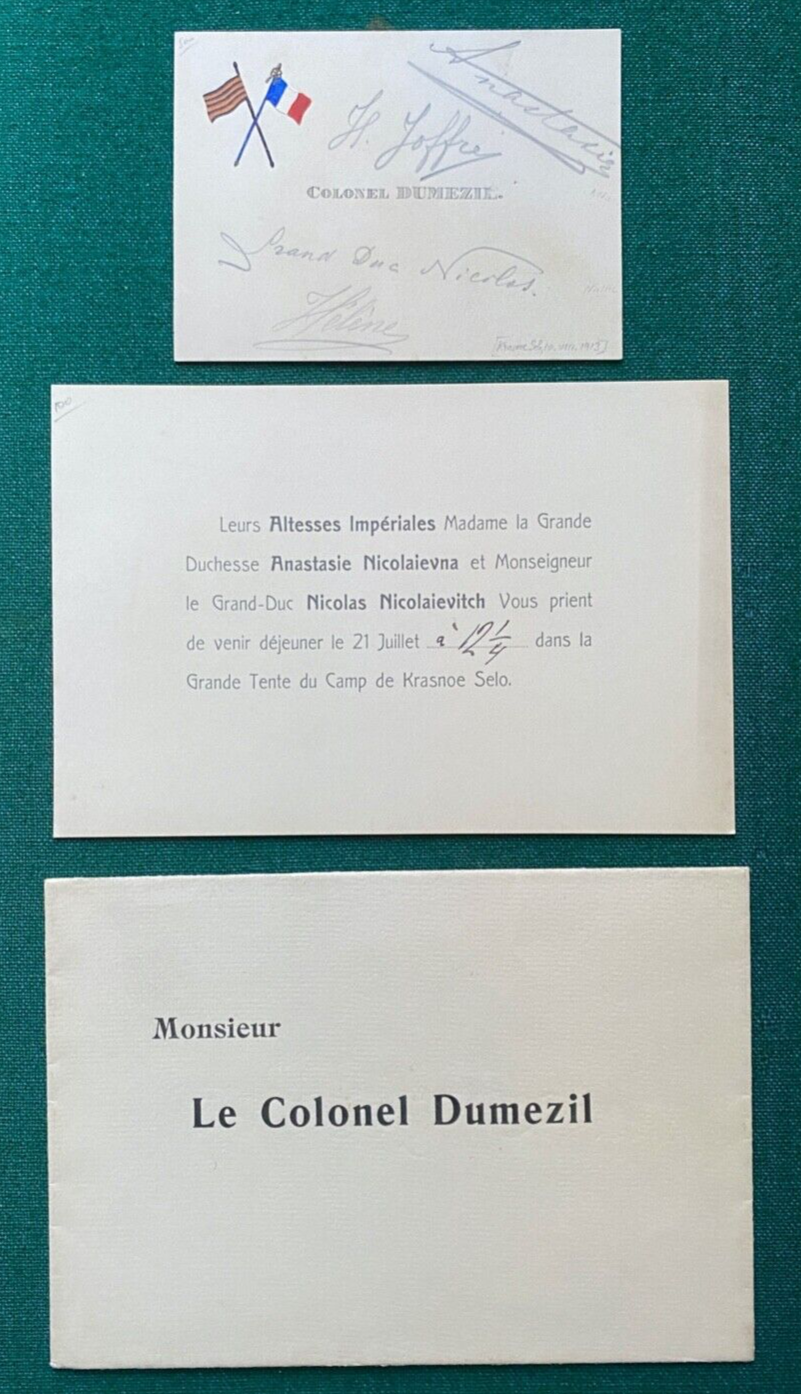 Anastasie
H. Joffre
COLONEL DUMEZIL.
Grand Duc Nicolas.
Hélène
100
Leurs Altesses Impériales Madame la Grande
Duchesse Anastasie Nicolaievna et Monseigneur
le Grand-Duc Nicolas Nicolaievitch Vous prient
de venir déjeuner le 21 Juillet à 12 1/4 dans la
Grande Tente du Camp de Krasnoe Selo.
Monsieur
Le Colonel Dumezil